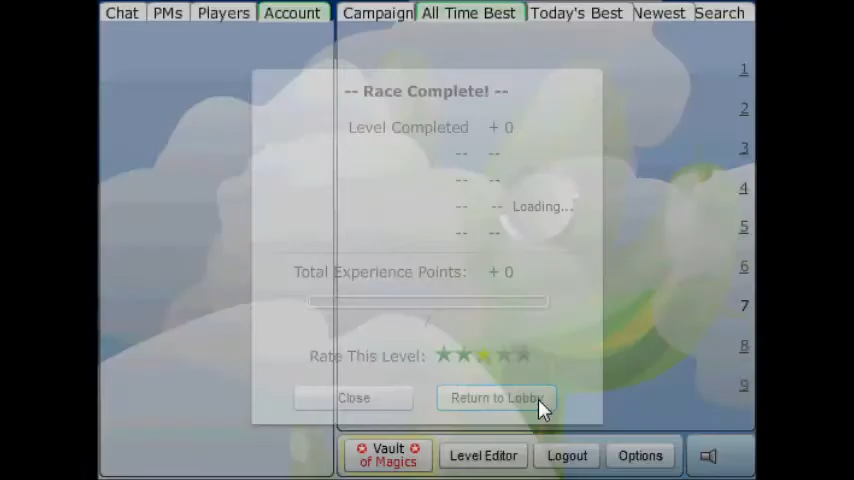 Chat PMs Players Account Campaign All Time Best Today's Best Newest Search
-- Race Complete! --
Level Completed + 0
-- --
-- --
-- -- Loading...
-- --
Total Experience Points: + 0
/
Rate This Level:
Close Return to Lobby
1
2
3
4
5
6
7
8
9
Vault of Magics
Level Editor Logout Options